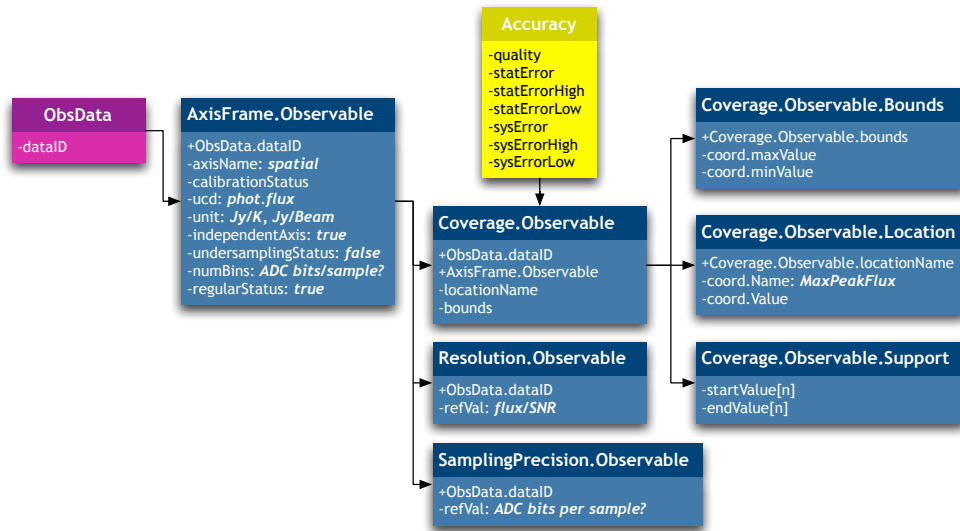 Accuracy
-quality
-statError
-statErrorHigh
-statErrorLow
-sysError
-sysErrorHigh
-sysErrorLow
ObsData
-dataID
AxisFrame.Observable
+ObsData.dataID
-axisName: spatial
-calibrationStatus
-ucd: phot.flux
-unit: Jy/K, Jy/Beam
-independentAxis: true
-undersamplingStatus: false
-numBins: ADC bits/sample?
-regularStatus: true
Coverage.Observable
+ObsData.dataID
+AxisFrame.Observable
-locationName
-bounds
Resolution.Observable
+ObsData.dataID
-refVal: flux/SNR
SamplingPrecision.Observable
+ObsData.dataID
-refVal: ADC bits per sample?
Coverage.Observable.Bounds
+Coverage.Observable.bounds
-coord.maxValue
-coord.minValue
Coverage.Observable.Location
+Coverage.Observable.locationName
-coord.Name: MaxPeakFlux
-coord.Value
Coverage.Observable.Support
-startValue[n]
-endValue[n]